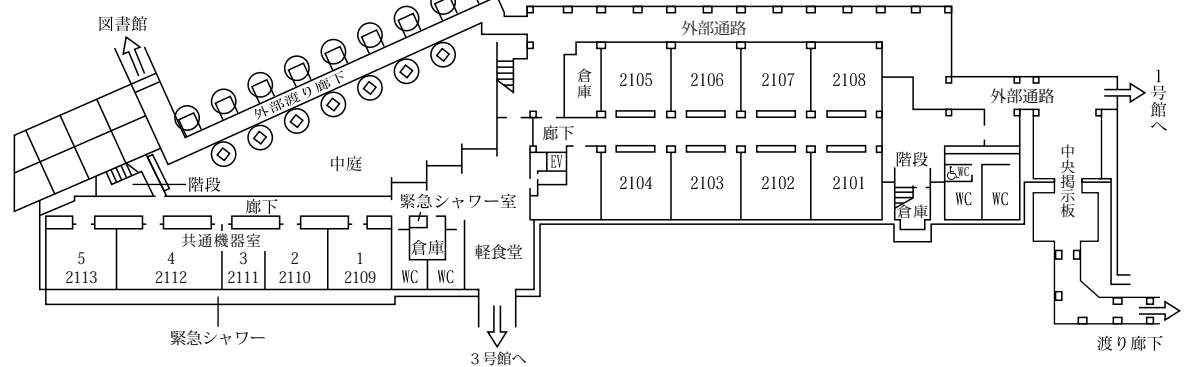 図書館
外部渡り廊下
外部通路
倉庫
2105
2106
2107
2108
外部通路
1号館へ
廊下
EV
中庭
階段
2104
2103
2102
2101
階段
倉庫
WC
WC
WC
中央掲示板
階段
廊下
緊急シャワー室
共通機器室
倉庫
WC
WC
軽食堂
5
2113
4
2112
3
2111
2
2110
1
2109
緊急シャワー
3号館へ
渡り廊下